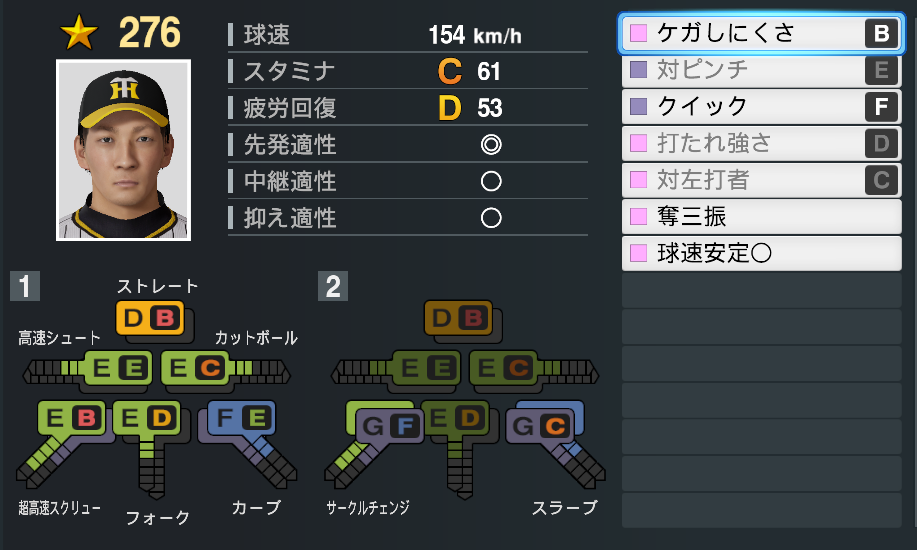 276
球速 154 km/h
スタミナ C 61
疲労回復 D 53
先発適性 ◎
中継適性 ○
抑え適性 ○
ケガしにくさ B
対ピンチ E
クイック F
打たれ強さ D
対左打者 C
奪三振
球速安定○
1
ストレート
D B
高速シュート
カットボール
E E
E C
E B
E D
F E
超高速スクリュー
フォーク
カーブ
2
D B
E E
E C
G F
E D
G C
サークルチェンジ
スラーブ